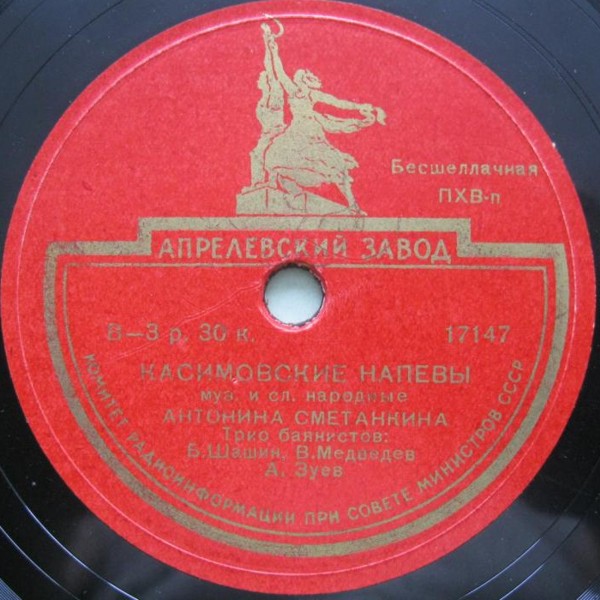 Бесшеллачная
ПХВ-п
АПРЕЛЕВСКИЙ ЗАВОД
В—3 р. 30 к. 17147
КАСИМОВСКИЕ НАПЕВЫ
муз. и сл. народные
АНТОНИНА СМЕТАНКИНА
Трио баянистов:
Б. Шашин, В. Медведев
А. Зуев
КОМИТЕТ РАДИОИНФОРМАЦИИ ПРИ СОВЕТЕ МИНИСТРОВ СССР